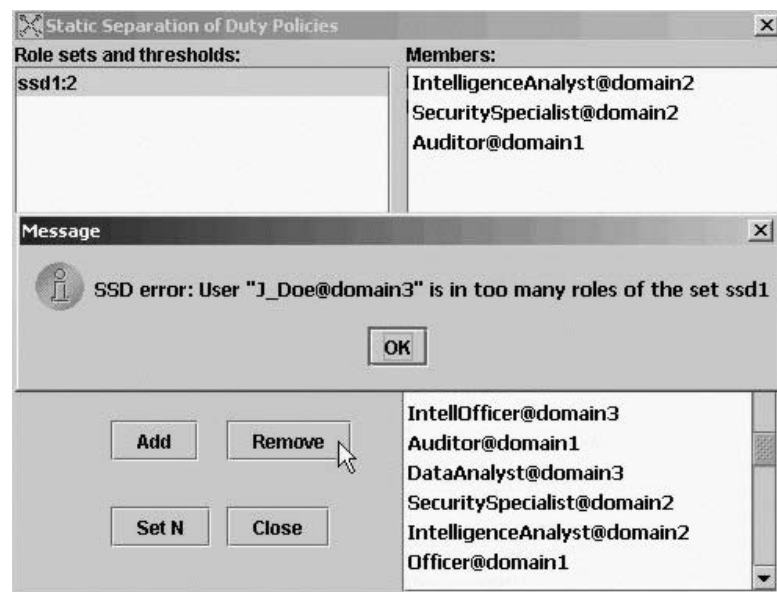 Static Separation of Duty Policies
Role sets and thresholds:
ssd1:2
Members:
IntelligenceAnalyst@domain2
SecuritySpecialist@domain2
Auditor@domain1
Message
SSD error: User "J_Doe@domain3" is in too many roles of the set ssd1
OK
Add
Remove
Set N
Close
IntellOfficer@domain3
Auditor@domain1
DataAnalyst@domain3
SecuritySpecialist@domain2
IntelligenceAnalyst@domain2
Officer@domain1